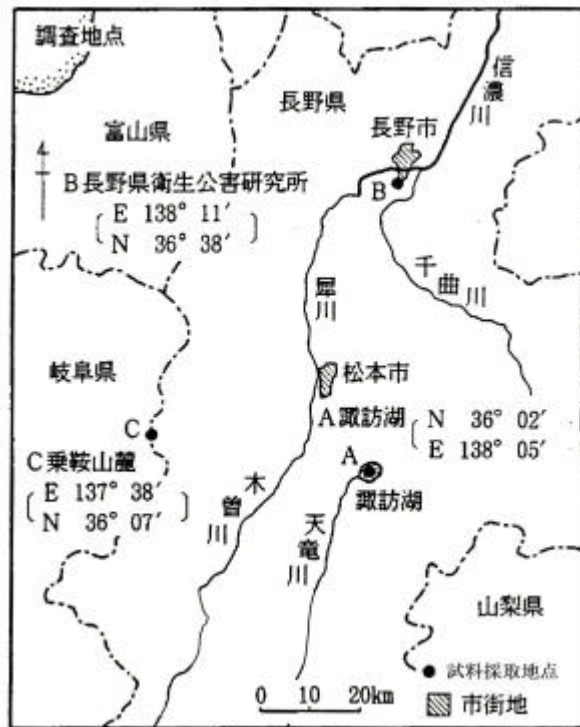 調査地点
長野県
信濃川
富山県
長野市
4
B長野県衛生公害研究所
E 138° 11′
N 36° 38′
B
千曲川
犀川
岐阜県
松本市
A諏訪湖
N 36° 02′
E 138° 05′
C
C乗鞍山麓
E 137° 38′
N 36° 07′
A
諏訪湖
木曽川
天竜川
山梨県
● 試料採取地点
0 10 20km
市街地